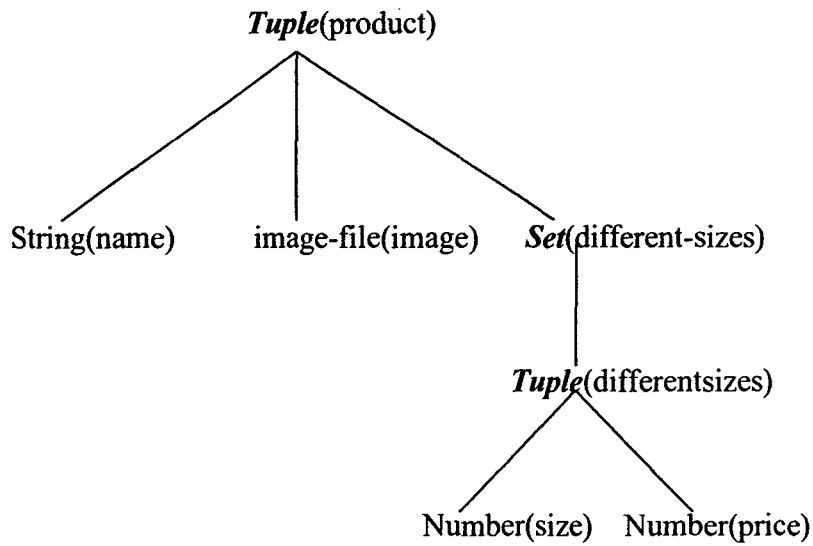 Tuple(product)
String(name) image-file(image) Set(different-sizes)
Tuple(differentsizes)
Number(size) Number(price)